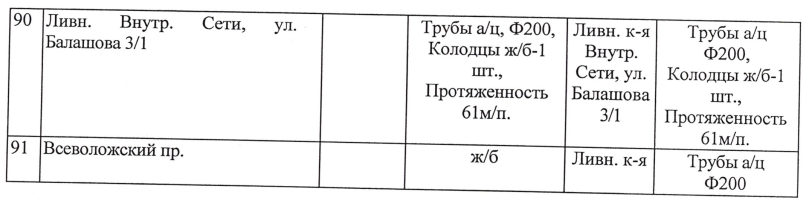 90
Ливн. Внутр. Сети, ул.
Балашова 3/1
Трубы а/ц, Ф200,
Колодцы ж/б-1
шт.,
Протяженность
61м/п.
Ливн. к-я
Внутр.
Сети, ул.
Балашова
3/1
Трубы а/ц
Ф200,
Колодцы ж/б-1
шт.,
Протяженность
61м/п.
91
Всеволожский пр.
ж/б
Ливн. к-я
Трубы а/ц
Ф200